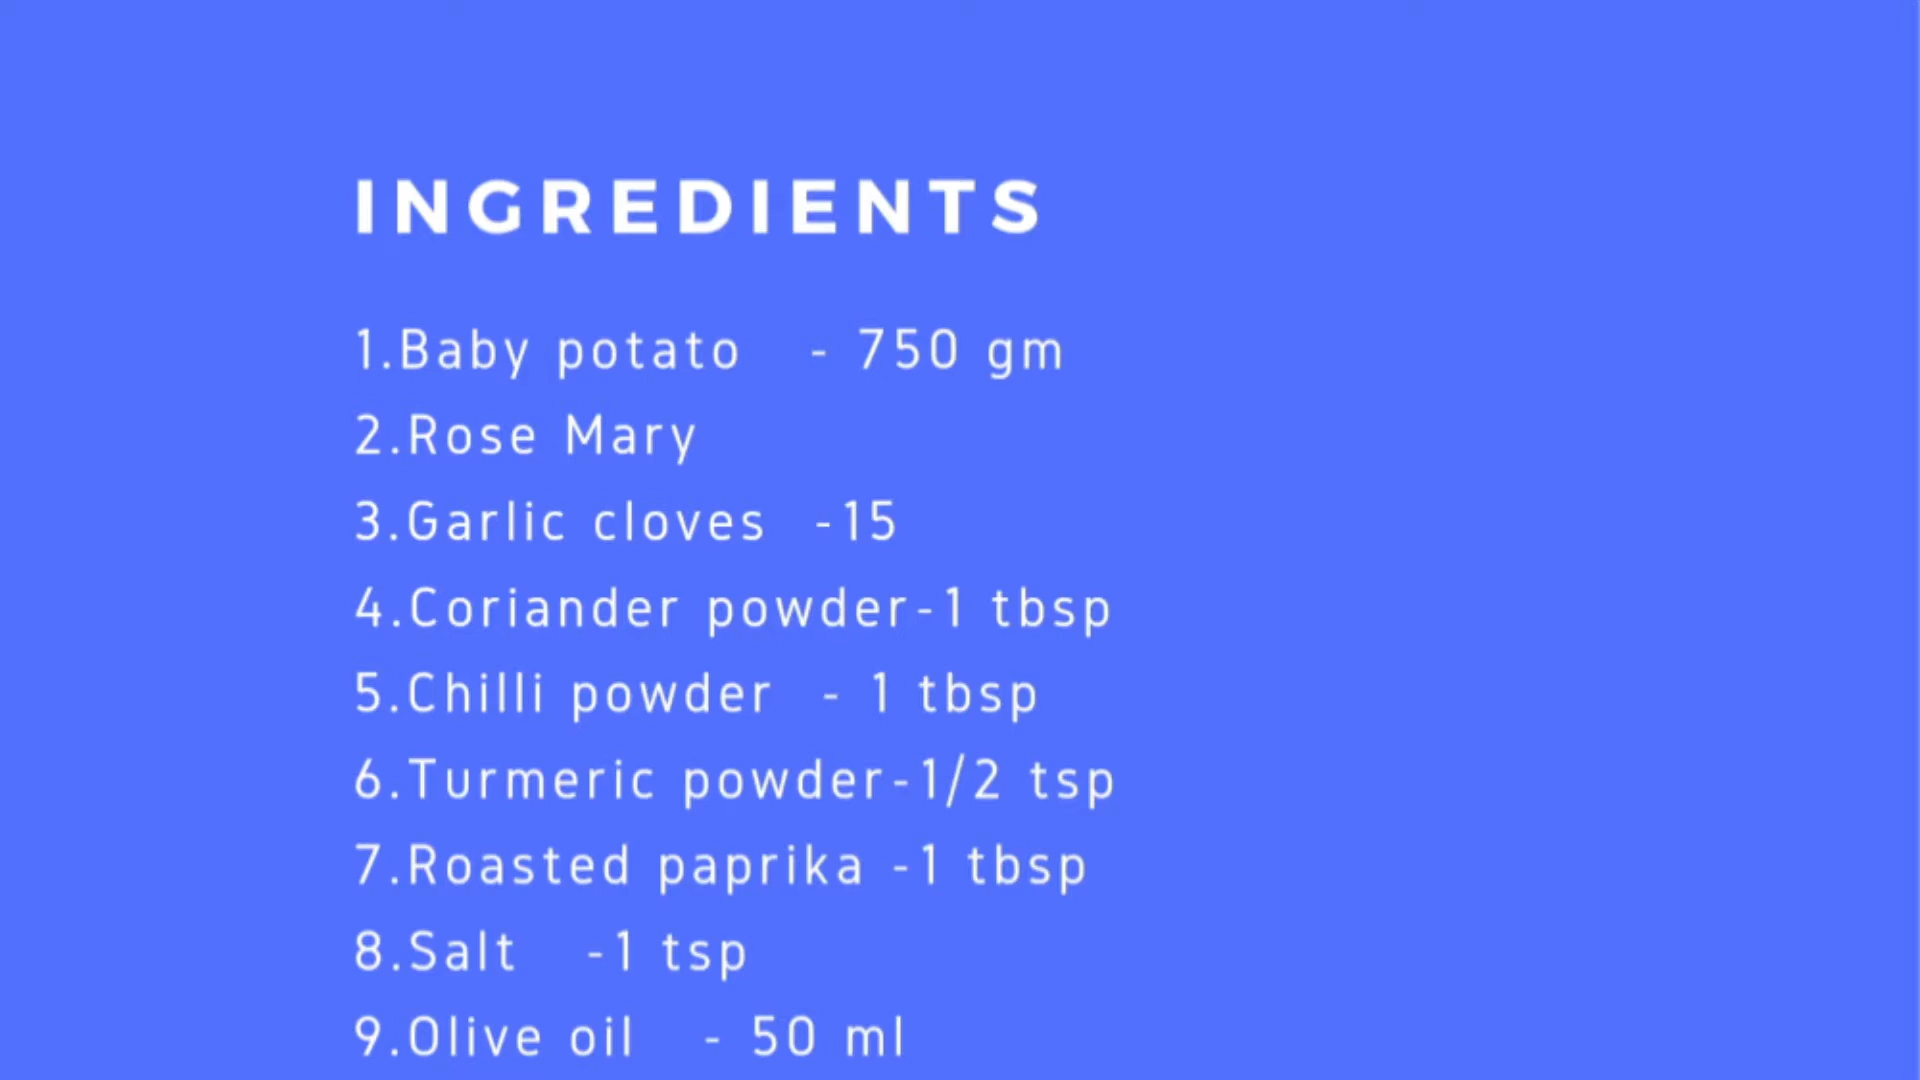 INGREDIENTS
1.Baby potato - 750 gm
2.Rose Mary
3.Garlic cloves -15
4.Coriander powder-1 tbsp
5.Chilli powder - 1 tbsp
6.Turmeric powder-1/2 tsp
7.Roasted paprika -1 tbsp
8.Salt -1 tsp
9.Olive oil - 50 ml